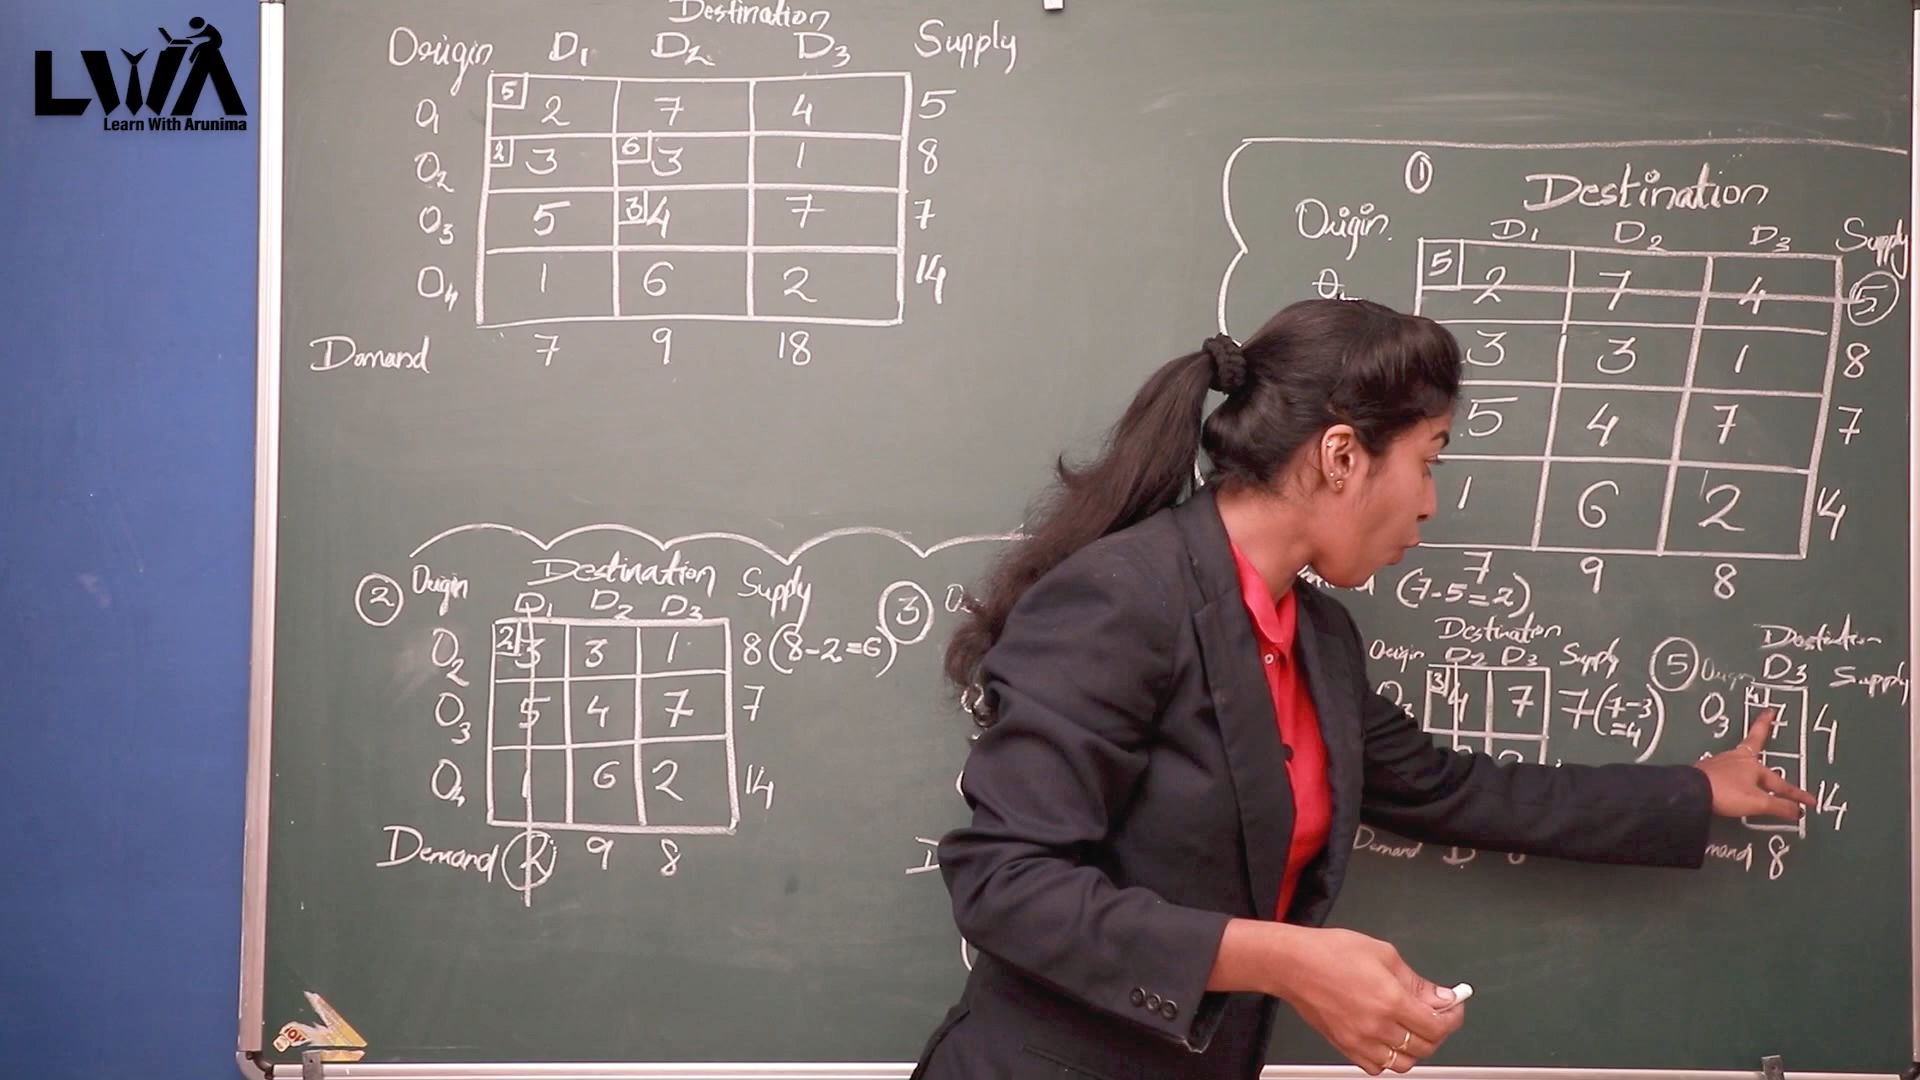 LWA
Learn With Arunima
Destination
Origin D1 D2 D3 Supply
O1 5 2 7 4 5
O2 2 3 6 3 1 8
O3 5 3 4 7 7
O4 1 6 2 14
Demand 7 9 18
1
Destination
Origin D1 D2 D3 Supply
O1 5 2 7 4 5
3 3 1 8
5 4 7 7
1 6 2 14
7 9 8
(7-5=2)
2 Origin Destination Supply
D1 D2 D3
O2 2 3 3 1 8(8-2=6)
O3 5 4 7 7
O4 1 6 2 14
Demand 2 9 8
3
Destination
Origin D2 D3 Supply
3 4 7 7(7-3=4)
Demand
5 Destination
Origin D3 Supply
O3 4 7 4
14
8